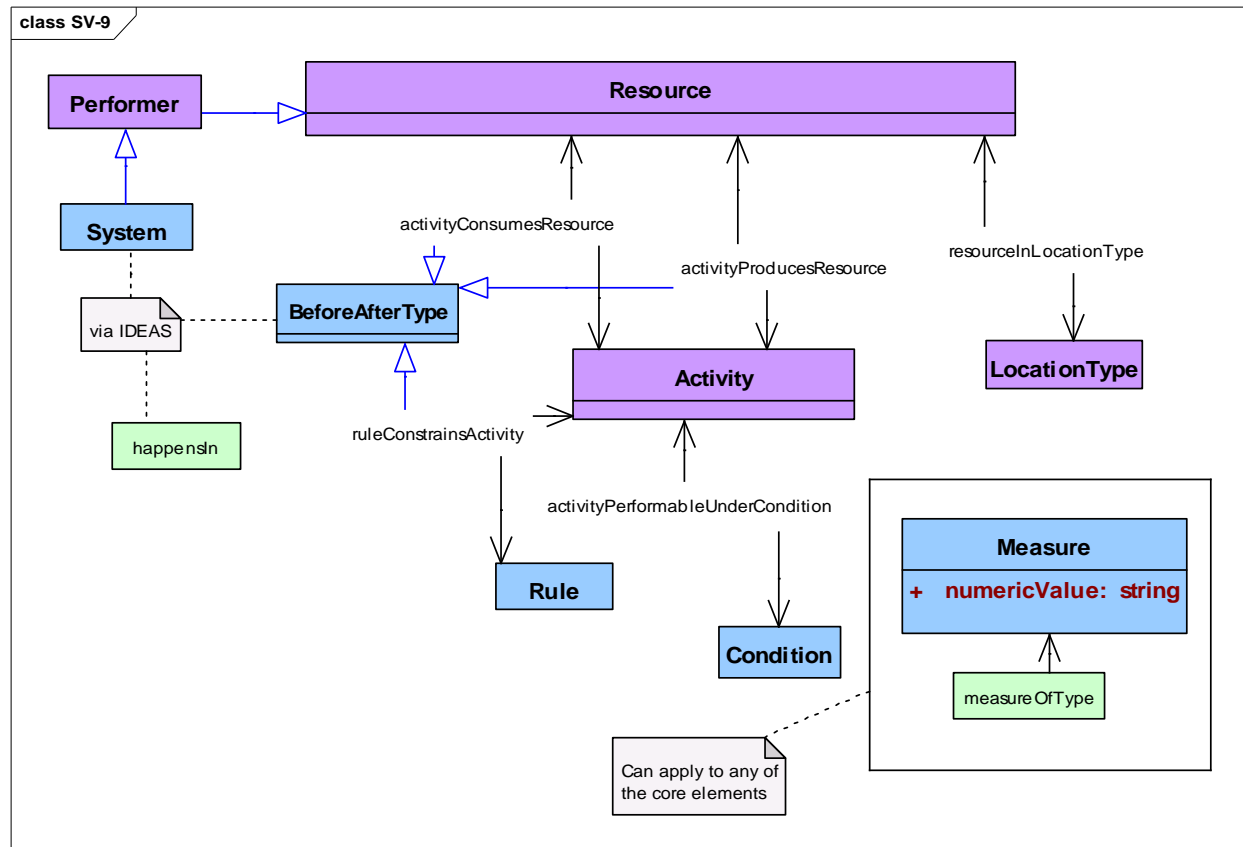 class SV-9
Performer
Resource
System
activityConsumesResource
activityProducesResource
resourceInLocationType
BeforeAfterType
via IDEAS
Activity
LocationType
happensIn
ruleConstrainsActivity
activityPerformableUnderCondition
Measure
+ numericValue: string
Rule
Condition
measureOfType
Can apply to any of
the core elements